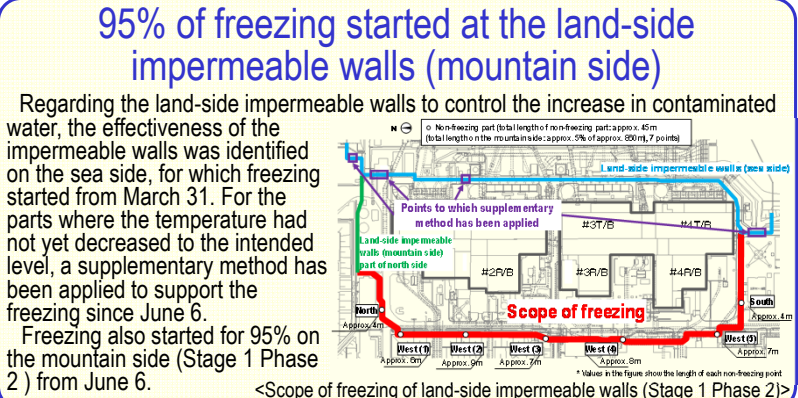 95% of freezing started at the land-side
impermeable walls (mountain side)
Regarding the land-side impermeable walls to control the increase in contaminated
water, the effectiveness of the
impermeable walls was identified
on the sea side, for which freezing
started from March 31. For the
parts where the temperature had
not yet decreased to the intended
level, a supplementary method has
been applied to support the
freezing since June 6.
Freezing also started for 95% on
the mountain side (Stage 1 Phase
2 ) from June 6.
N
○ Non-freezing part (total length of non-freezing part: approx. 45m
(total length on the mountain side: approx. 5% of approx. 860m), 7 points)
Land-side impermeable walls (sea side)
Points to which supplementary
method has been applied
Land-side impermeable
walls (mountain side)
part of north side
#3T/B
#4T/B
#2R/B
#3R/B
#4R/B
Scope of freezing
North
Approx. 4m
South
Approx. 4m
West (1)
Approx. 6m
West (2)
Approx. 9m
West (3)
Approx. 7m
West (4)
Approx. 8m
West (5)
Approx. 7m
* Values in the figure show the length of each non-freezing point
<Scope of freezing of land-side impermeable walls (Stage 1 Phase 2)>